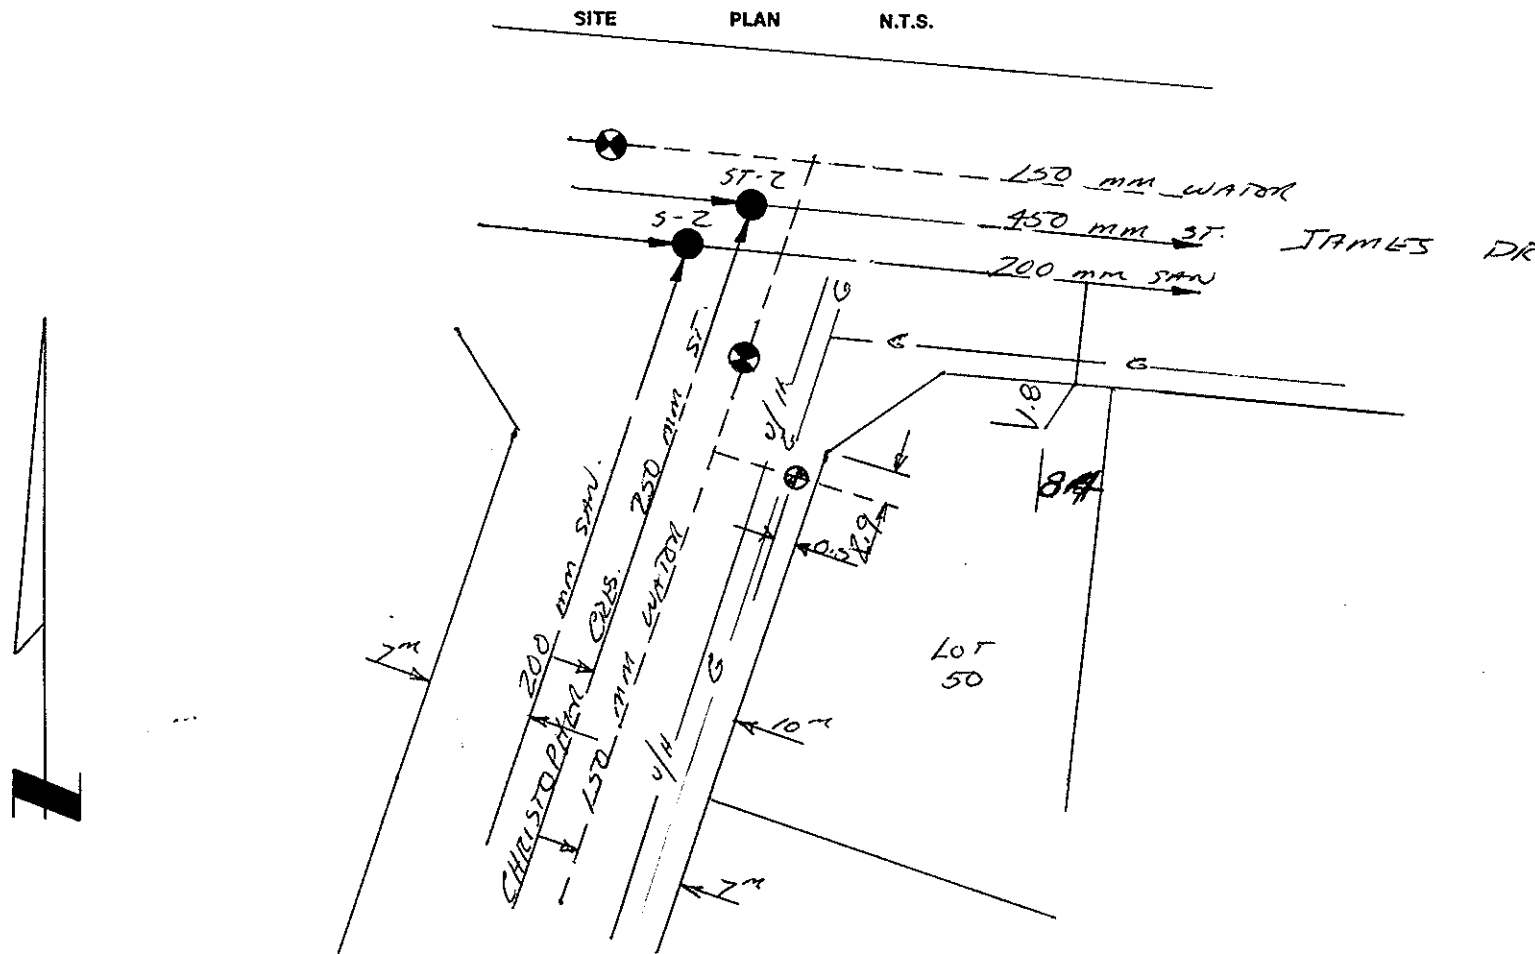 SITE PLAN N.T.S.
150 mm WATER
ST-2
450 mm ST.
S-2
JAMES DR
200 mm SAN
G
G
G
250 mm ST.
U/H
G
1.8
200 mm SAN.
150 mm WATER
CHRISTOPHER CRES.
7m
G
U/H
10m
LOT
50
7m